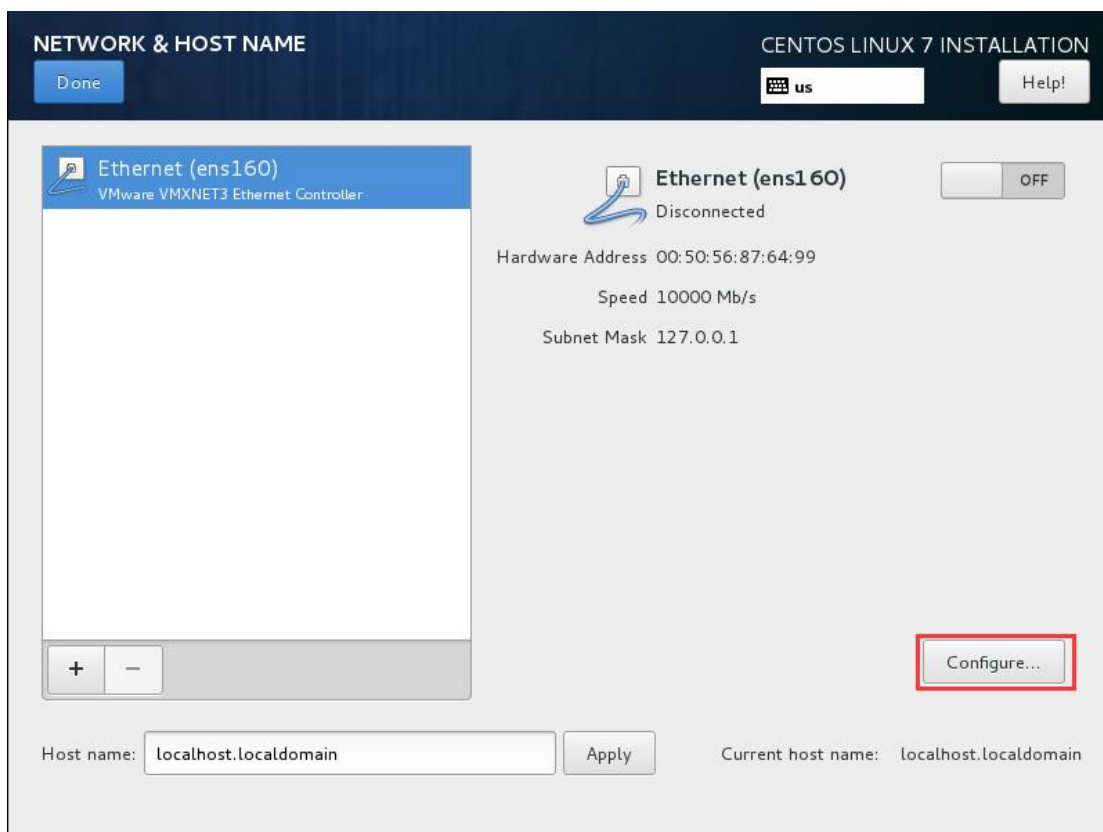 NETWORK & HOST NAME
CENTOS LINUX 7 INSTALLATION
Done
us
Help!
Ethernet (ens160)
VMware VMXNET3 Ethernet Controller
Ethernet (ens160)
Disconnected
OFF
Hardware Address 00:50:56:87:64:99
Speed 10000 Mb/s
Subnet Mask 127.0.0.1
+ −
Configure...
Host name: localhost.localdomain Apply Current host name: localhost.localdomain